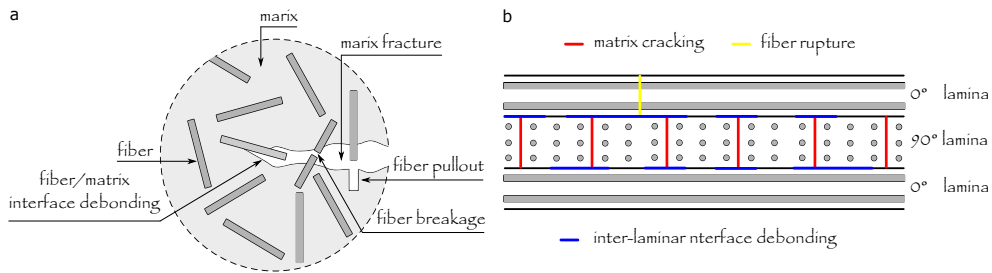 a
marix
marix fracture
fiber
fiber/matrix
interface debonding
fiber pullout
fiber breakage
b
matrix cracking
fiber rupture
0° lamina
90° lamina
0° lamina
inter-laminar nterface debonding